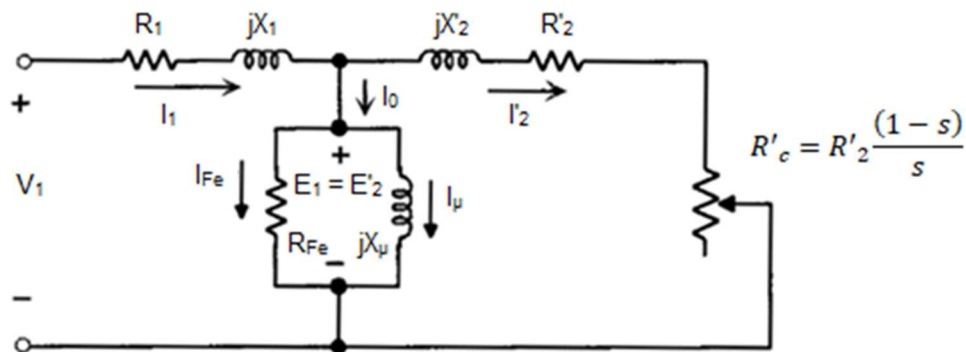 R1
jX1
jX'2
R'2
+
I1
I0
I'2
R'c = R'2 (1 − s) / s
V1
IFe
+
E1 = E'2
Iμ
RFe
jXμ
−
−